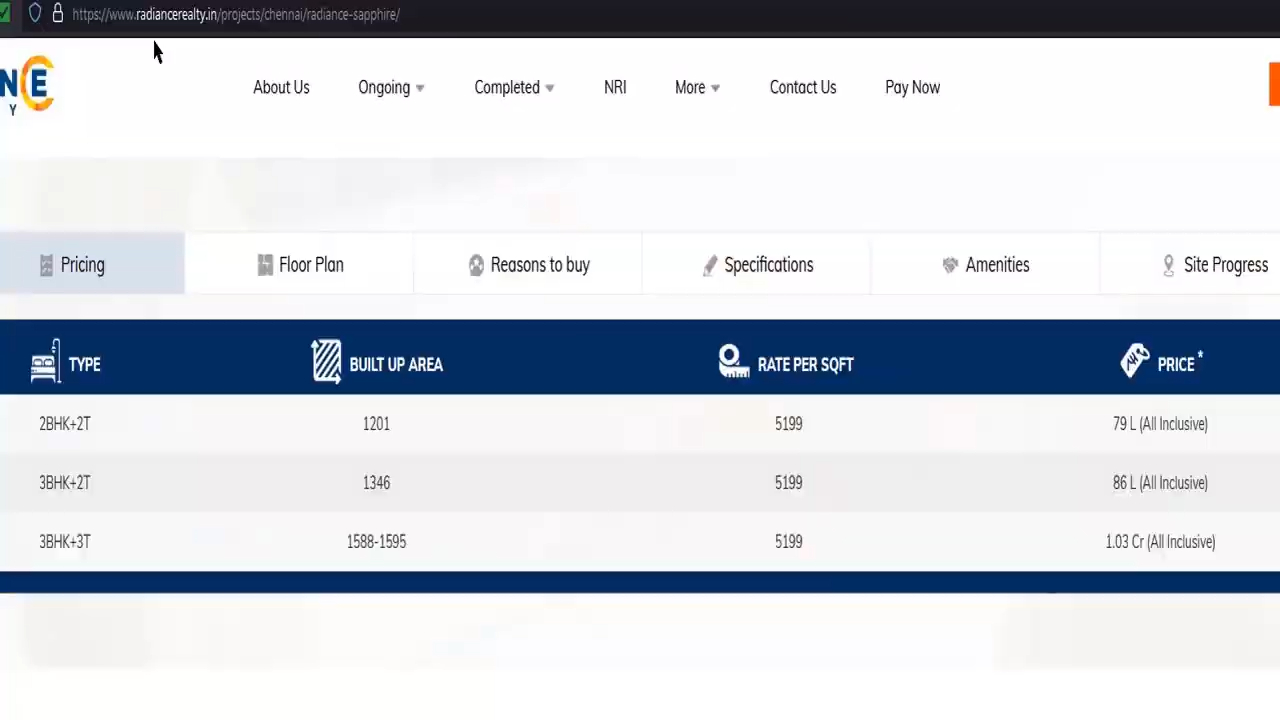 https://www.radiancerealty.in/projects/chennai/radiance-sapphire/
NCE
Y
About Us Ongoing Completed NRI More Contact Us Pay Now
Pricing Floor Plan Reasons to buy Specifications Amenities Site Progress
TYPE BUILT UP AREA RATE PER SQFT PRICE*
2BHK+2T 1201 5199 79 L (All Inclusive)
3BHK+2T 1346 5199 86 L (All Inclusive)
3BHK+3T 1588-1595 5199 1.03 Cr (All Inclusive)